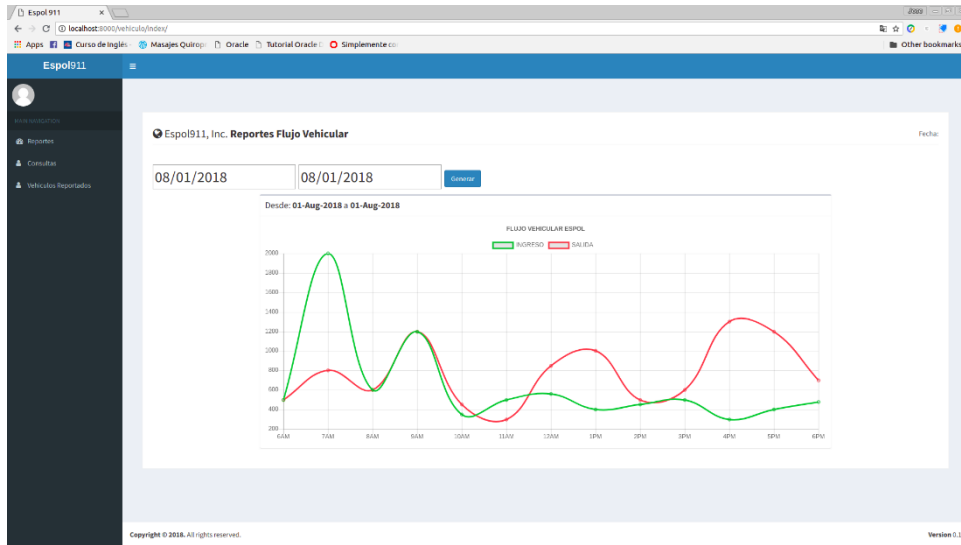 Espol 911
localhost:8000/vehiculo/index/
Apps Curso de Inglés Masajes Quirop Oracle Tutorial Oracle Simplemente co Other bookmarks
Espol911
MAIN NAVIGATION
Reportes
Consultas
Vehiculos Reportados
Espol911, Inc. Reportes Flujo Vehicular
Fecha:
08/01/2018 08/01/2018 Generar
Desde: 01-Aug-2018 a 01-Aug-2018
FLUJO VEHICULAR ESPOL
INGRESO SALIDA
2000
1800
1600
1400
1200
1000
800
600
400
200
6AM 7AM 8AM 9AM 10AM 11AM 12AM 1PM 2PM 3PM 4PM 5PM 6PM
Copyright © 2018. All rights reserved.
Version 0.1